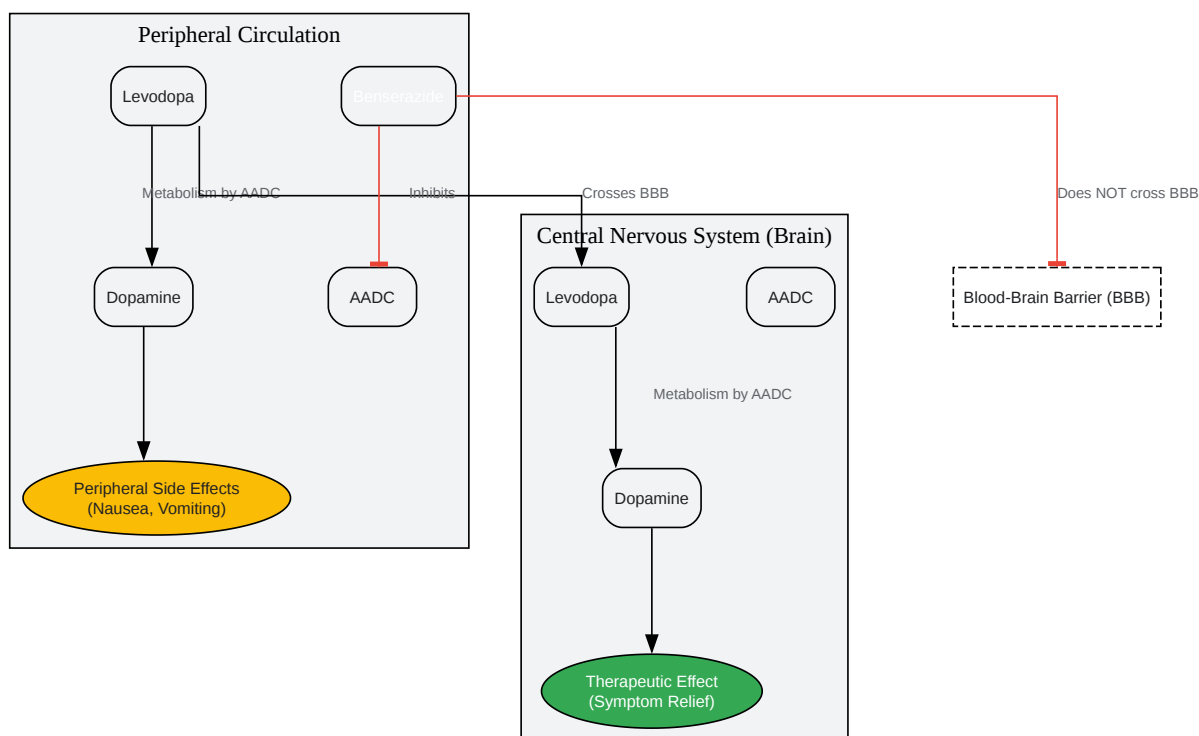 Peripheral Circulation
Levodopa
Benserazide
Metabolism by AADC
Inhibits
Crosses BBB
Does NOT cross BBB
Central Nervous System (Brain)
Dopamine
AADC
Levodopa
AADC
Blood-Brain Barrier (BBB)
Metabolism by AADC
Peripheral Side Effects
(Nausea, Vomiting)
Dopamine
Therapeutic Effect
(Symptom Relief)